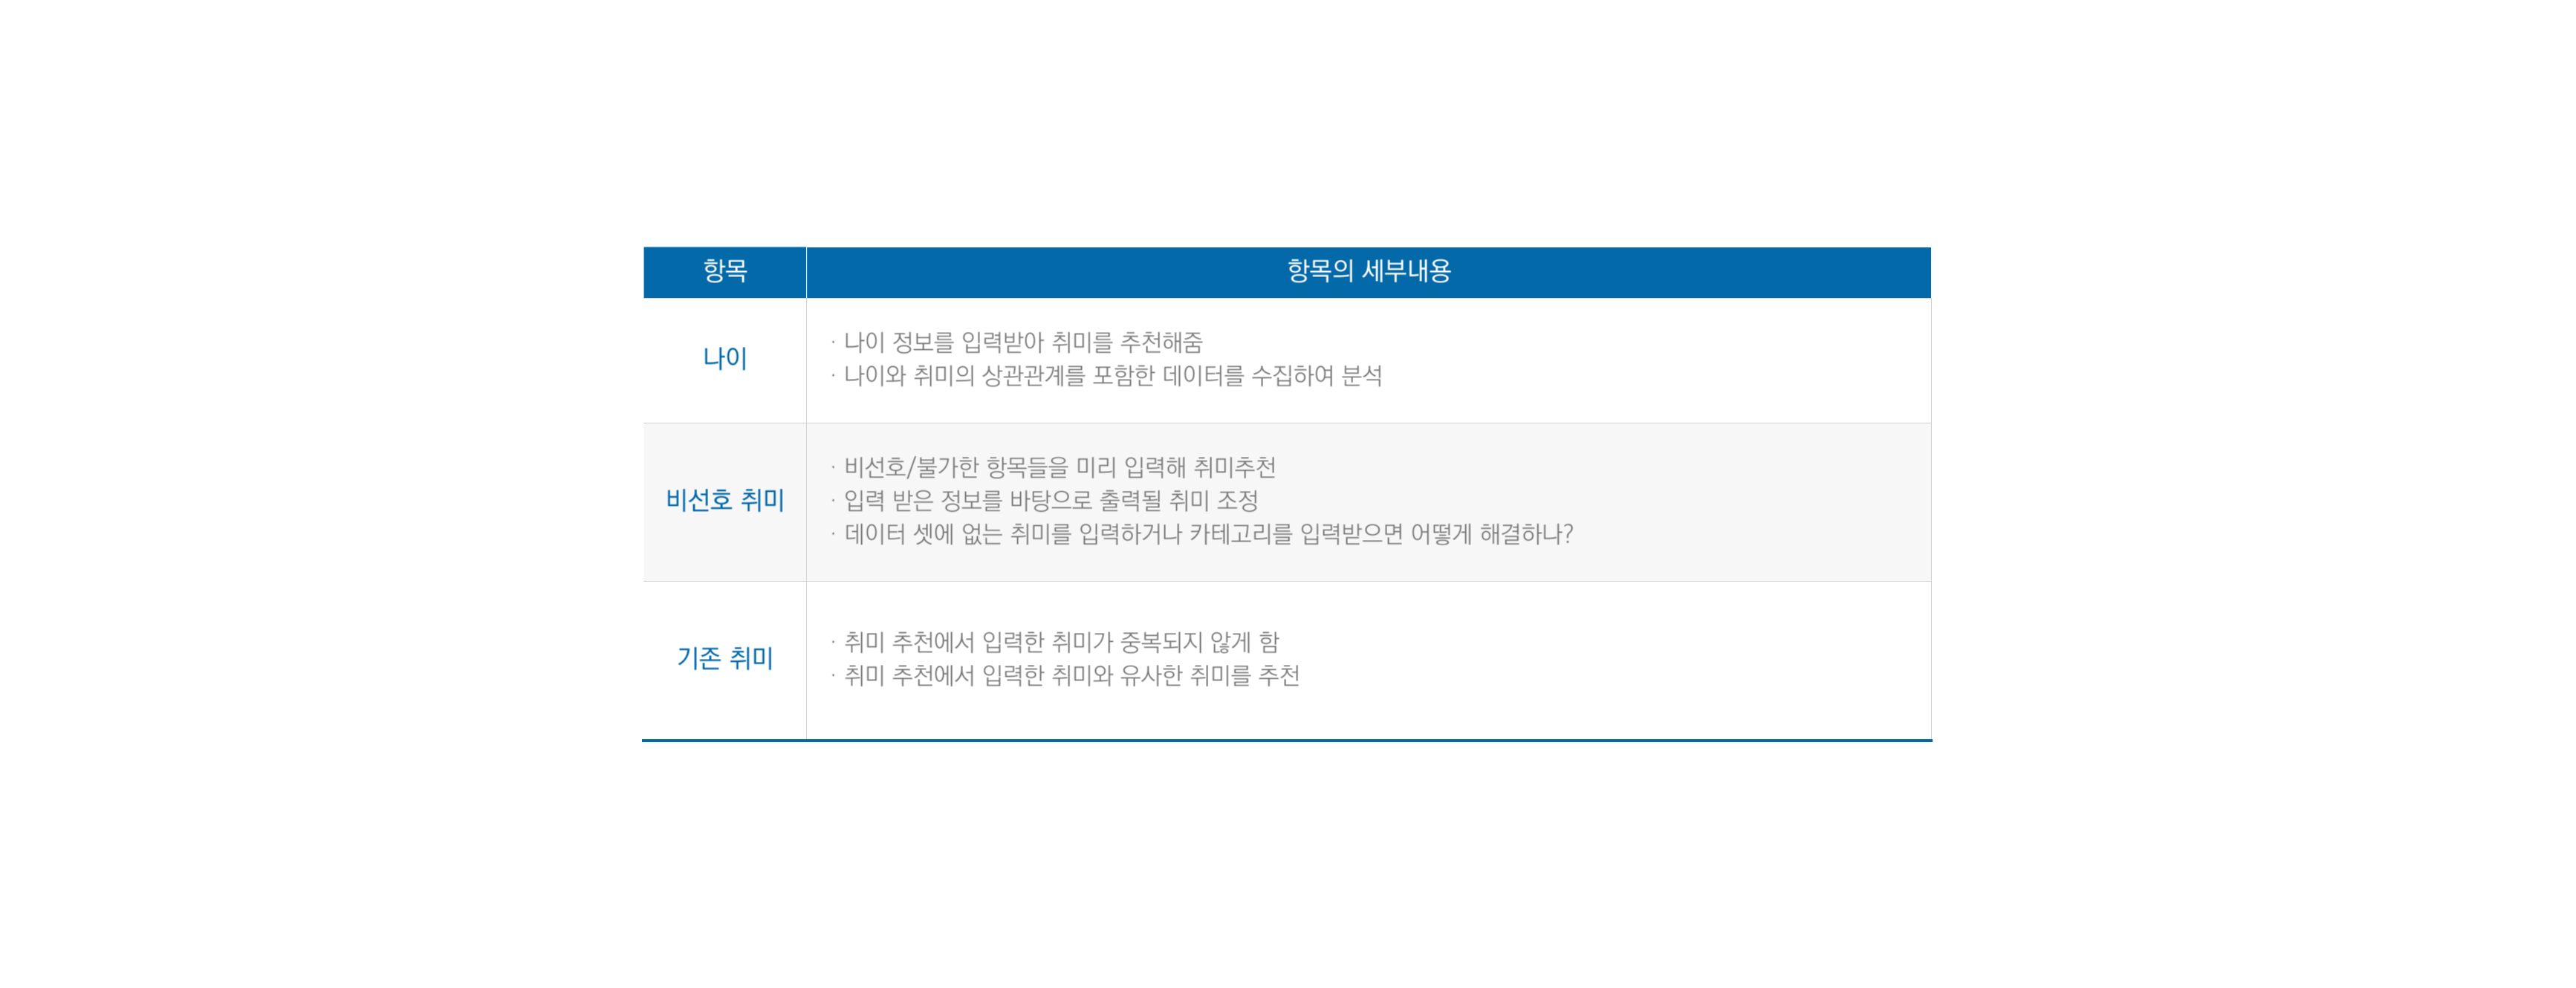 항목
항목의 세부내용
나이
· 나이 정보를 입력받아 취미를 추천해줌
· 나이와 취미의 상관관계를 포함한 데이터를 수집하여 분석
비선호 취미
· 비선호/불가한 항목들을 미리 입력해 취미추천
· 입력 받은 정보를 바탕으로 출력될 취미 조정
· 데이터 셋에 없는 취미를 입력하거나 카테고리를 입력받으면 어떻게 해결하나?
기존 취미
· 취미 추천에서 입력한 취미가 중복되지 않게 함
· 취미 추천에서 입력한 취미와 유사한 취미를 추천